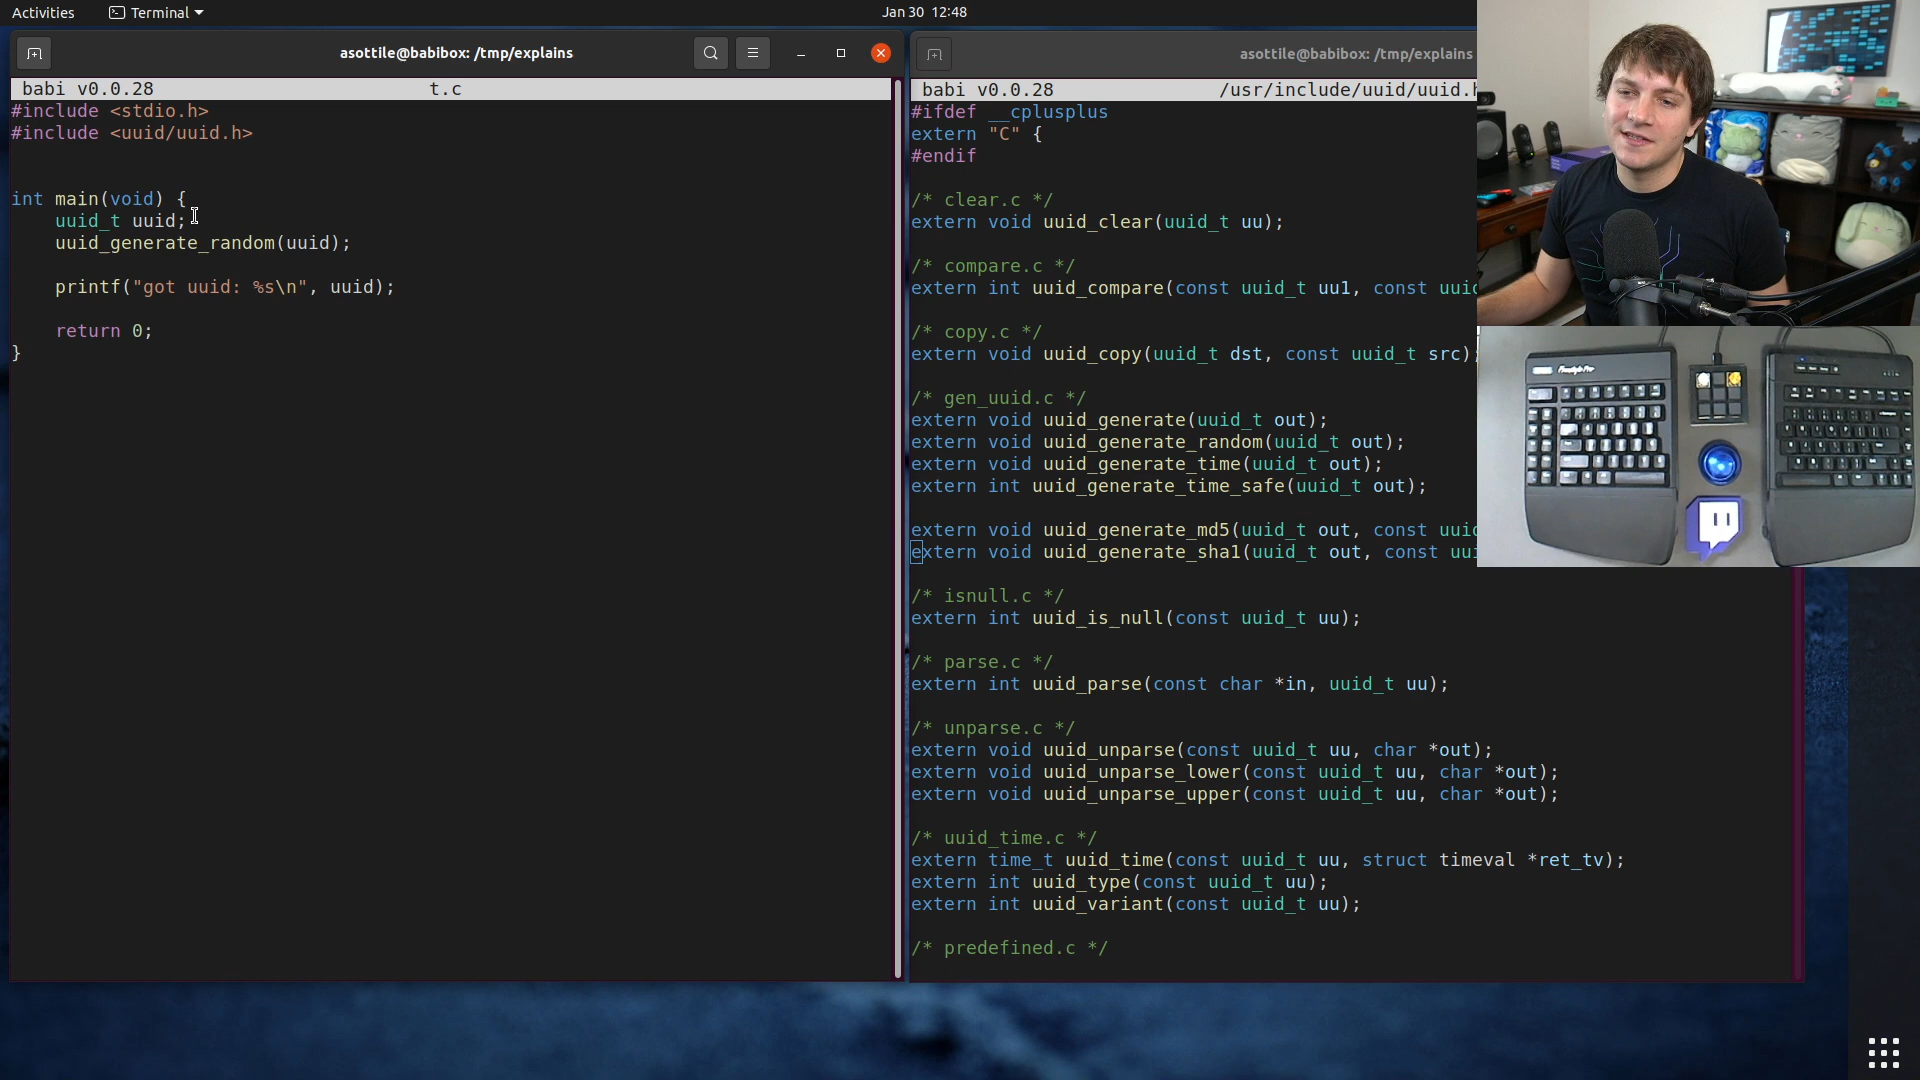 Activities
Terminal
Jan 30 12:48
asottile@babibox: /tmp/explains
babi v0.0.28 t.c
#include <stdio.h>
#include <uuid/uuid.h>
int main(void) {
uuid_t uuid;
uuid_generate_random(uuid);
printf("got uuid: %s\n", uuid);
return 0;
}
asottile@babibox: /tmp/explains
babi v0.0.28 /usr/include/uuid/uuid.h
#ifdef __cplusplus
extern "C" {
#endif
/* clear.c */
extern void uuid_clear(uuid_t uu);
/* compare.c */
extern int uuid_compare(const uuid_t uu1, const uuid
/* copy.c */
extern void uuid_copy(uuid_t dst, const uuid_t src);
/* gen_uuid.c */
extern void uuid_generate(uuid_t out);
extern void uuid_generate_random(uuid_t out);
extern void uuid_generate_time(uuid_t out);
extern int uuid_generate_time_safe(uuid_t out);
extern void uuid_generate_md5(uuid_t out, const uuid
extern void uuid_generate_sha1(uuid_t out, const uui
/* isnull.c */
extern int uuid_is_null(const uuid_t uu);
/* parse.c */
extern int uuid_parse(const char *in, uuid_t uu);
/* unparse.c */
extern void uuid_unparse(const uuid_t uu, char *out);
extern void uuid_unparse_lower(const uuid_t uu, char *out);
extern void uuid_unparse_upper(const uuid_t uu, char *out);
/* uuid_time.c */
extern time_t uuid_time(const uuid_t uu, struct timeval *ret_tv);
extern int uuid_type(const uuid_t uu);
extern int uuid_variant(const uuid_t uu);
/* predefined.c */
Freestyle Pro